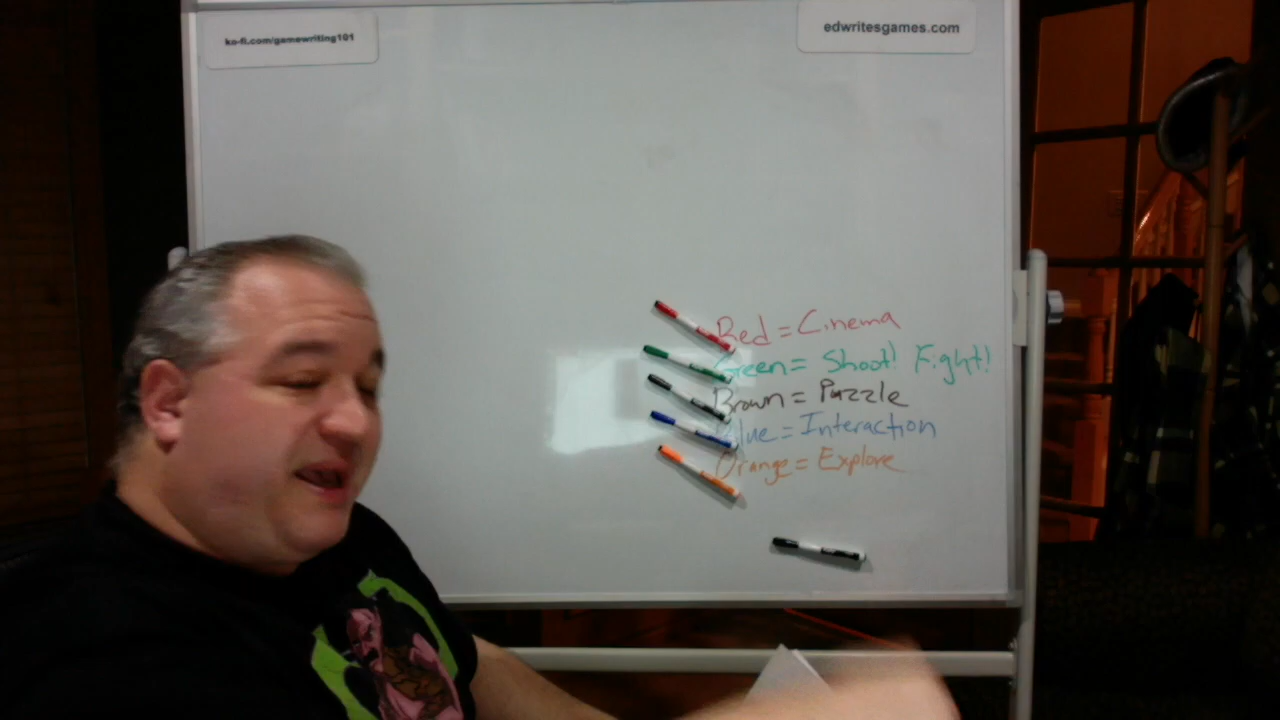 ko-fi.com/gamewriting101
edwritesgames.com
Red = Cinema
Green = Shoot! Fight!
Brown = Puzzle
Blue = Interaction
Orange = Explore